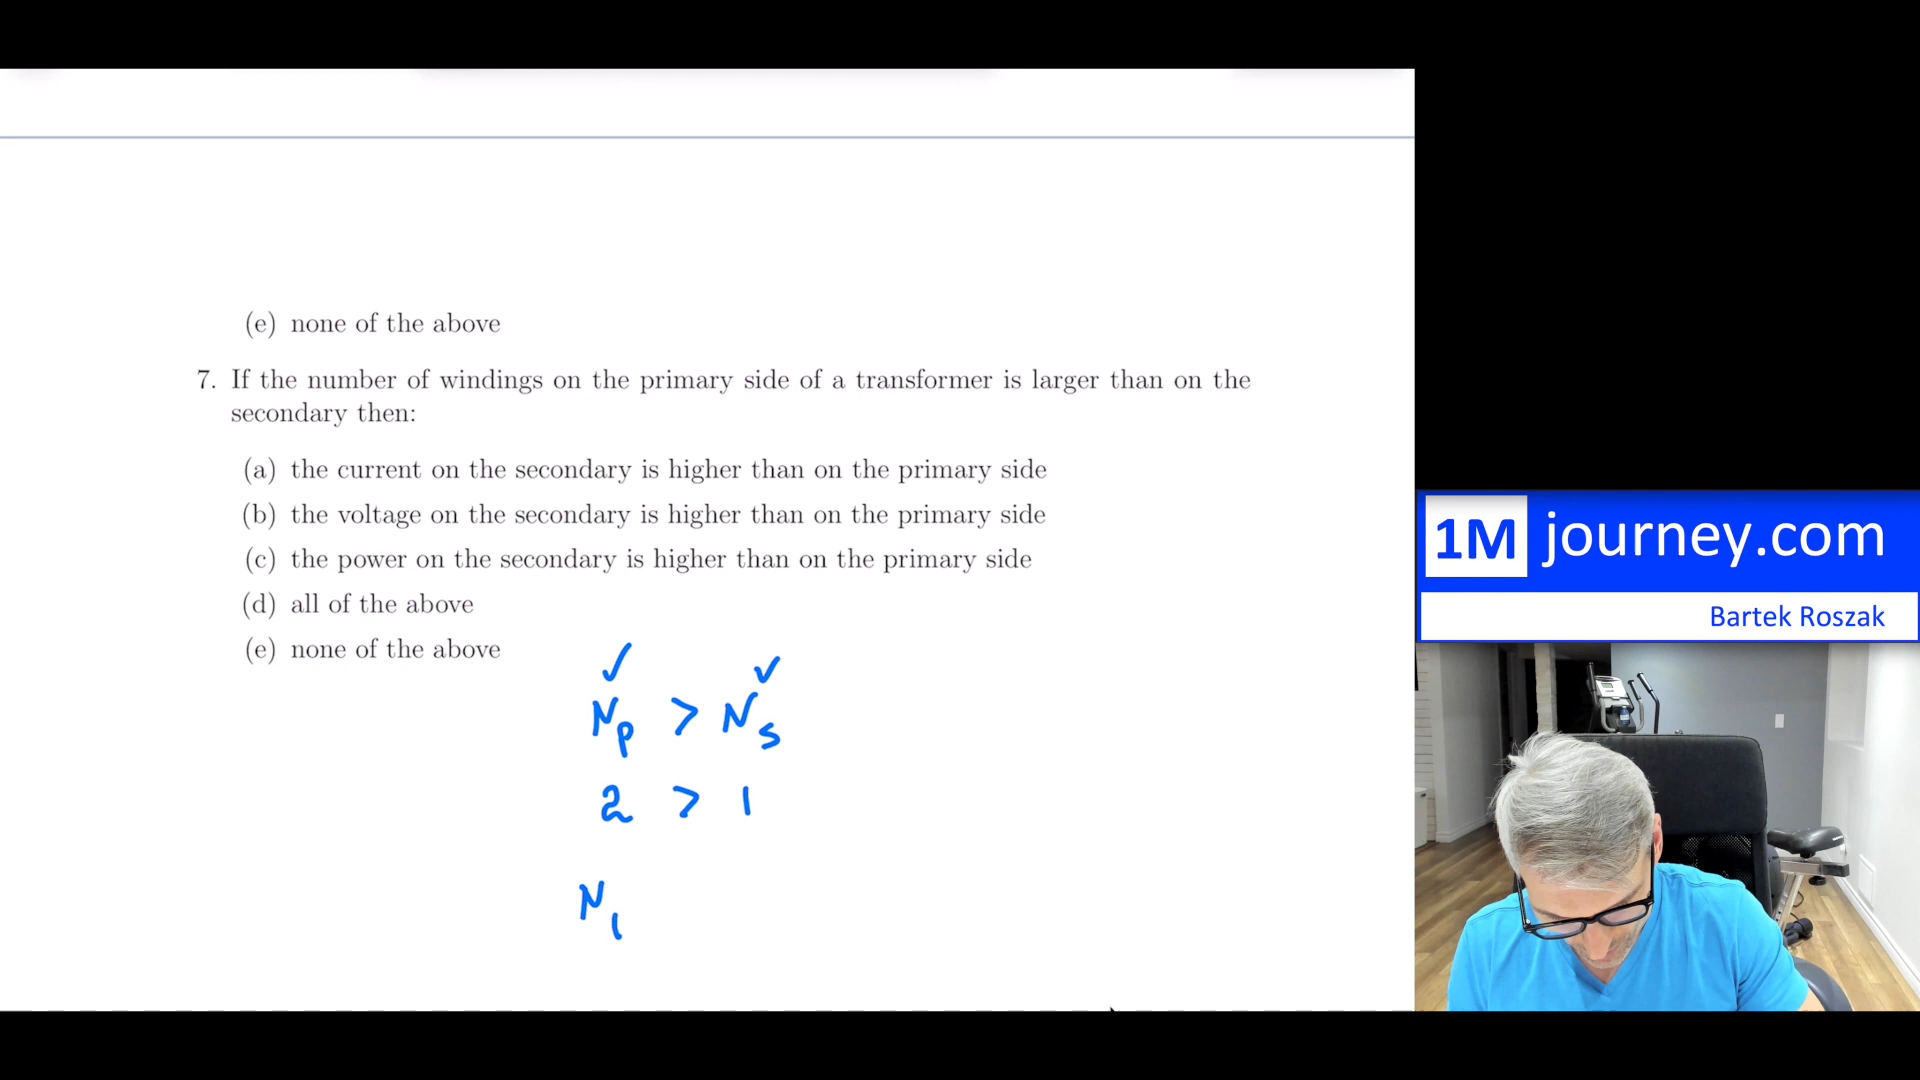 (e) none of the above
7. If the number of windings on the primary side of a transformer is larger than on the
secondary then:
(a) the current on the secondary is higher than on the primary side
(b) the voltage on the secondary is higher than on the primary side
(c) the power on the secondary is higher than on the primary side
(d) all of the above
(e) none of the above
✓ ✓
Np > Ns
2 > 1
N1
1M journey.com
Bartek Roszak